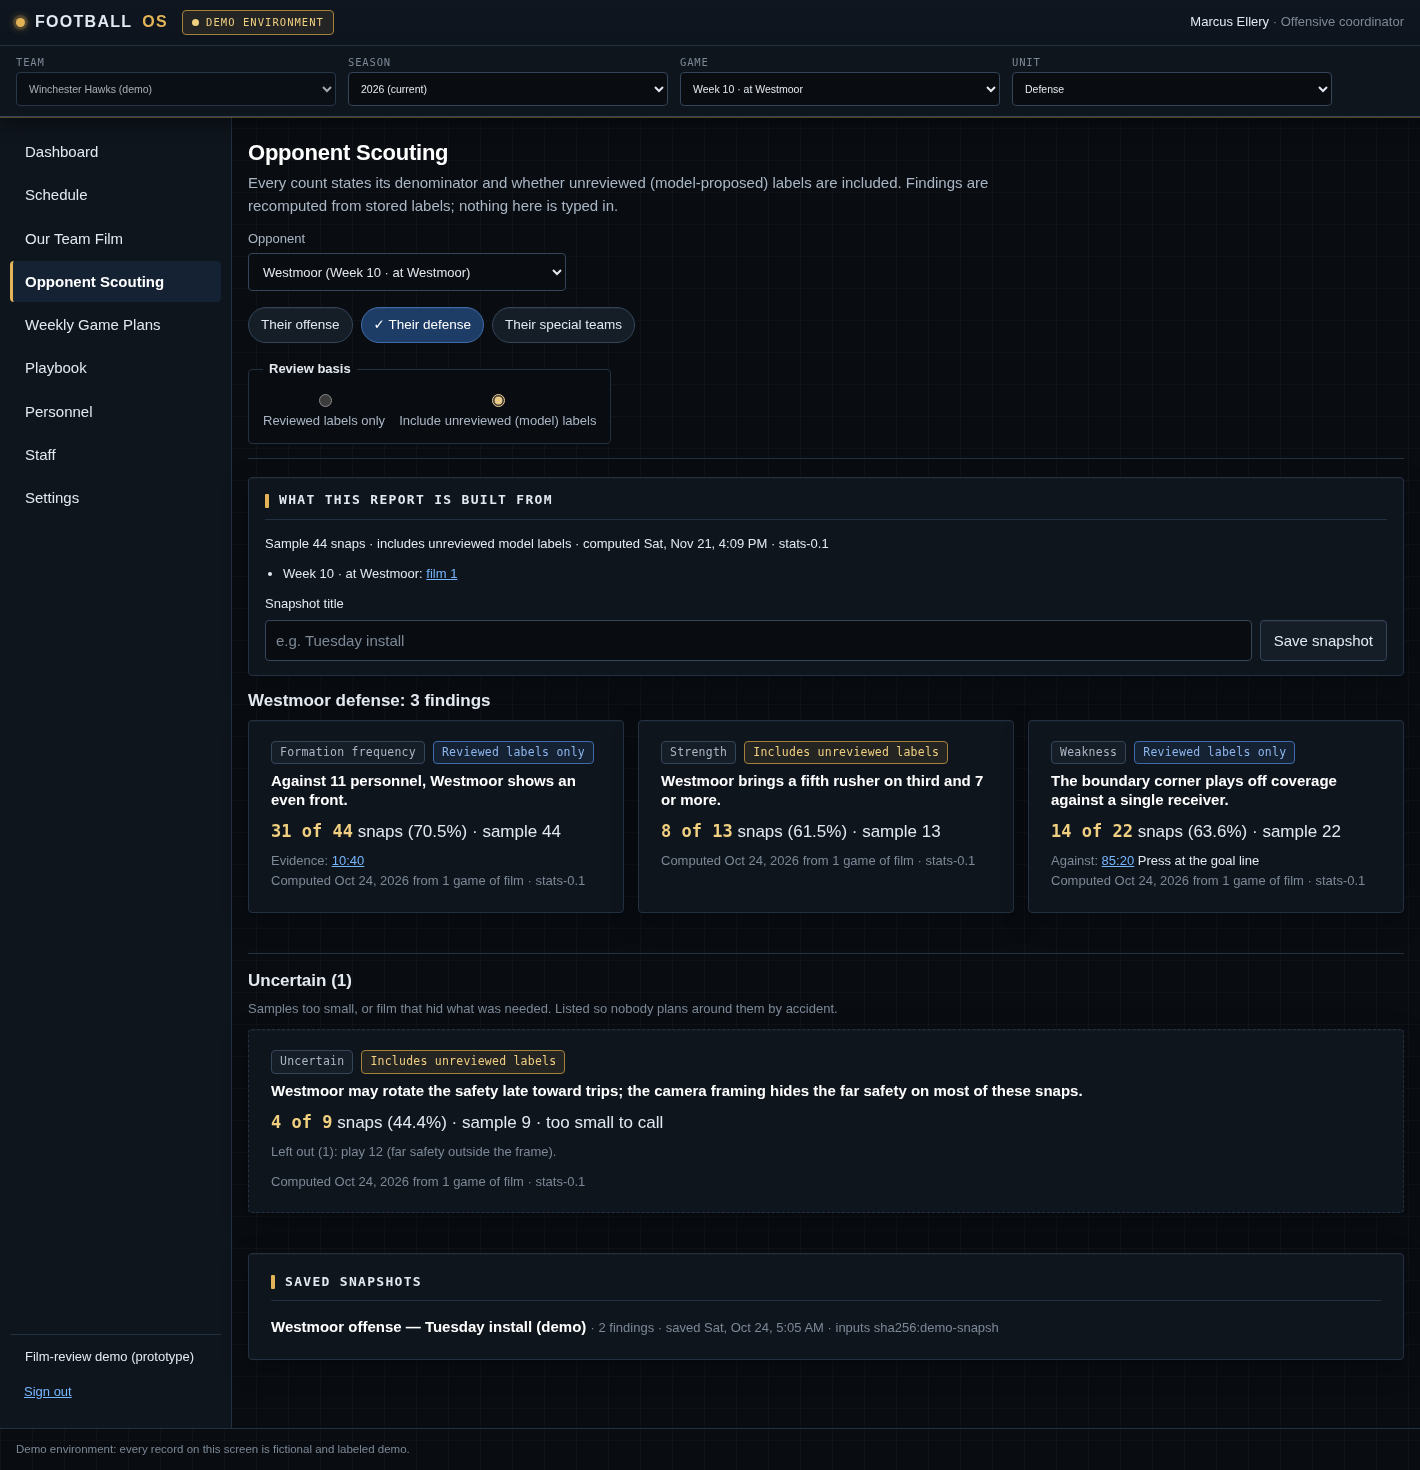 FOOTBALL OS
DEMO ENVIRONMENT
Marcus Ellery · Offensive coordinator
TEAM
Winchester Hawks (demo)
SEASON
2026 (current)
GAME
Week 10 · at Westmoor
UNIT
Defense
Dashboard
Schedule
Our Team Film
Opponent Scouting
Weekly Game Plans
Playbook
Personnel
Staff
Settings
Film-review demo (prototype)
Sign out
Opponent Scouting
Every count states its denominator and whether unreviewed (model-proposed) labels are included. Findings are
recomputed from stored labels; nothing here is typed in.
Opponent
Westmoor (Week 10 · at Westmoor)
Their offense
✓ Their defense
Their special teams
Review basis
Reviewed labels only
Include unreviewed (model) labels
WHAT THIS REPORT IS BUILT FROM
Sample 44 snaps · includes unreviewed model labels · computed Sat, Nov 21, 4:09 PM · stats-0.1
• Week 10 · at Westmoor: film 1
Snapshot title
e.g. Tuesday install
Save snapshot
Westmoor defense: 3 findings
Formation frequency
Reviewed labels only
Against 11 personnel, Westmoor shows an
even front.
31 of 44 snaps (70.5%) · sample 44
Evidence: 10:40
Computed Oct 24, 2026 from 1 game of film · stats-0.1
Strength
Includes unreviewed labels
Westmoor brings a fifth rusher on third and 7
or more.
8 of 13 snaps (61.5%) · sample 13
Computed Oct 24, 2026 from 1 game of film · stats-0.1
Weakness
Reviewed labels only
The boundary corner plays off coverage
against a single receiver.
14 of 22 snaps (63.6%) · sample 22
Against: 85:20 Press at the goal line
Computed Oct 24, 2026 from 1 game of film · stats-0.1
Uncertain (1)
Samples too small, or film that hid what was needed. Listed so nobody plans around them by accident.
Uncertain
Includes unreviewed labels
Westmoor may rotate the safety late toward trips; the camera framing hides the far safety on most of these snaps.
4 of 9 snaps (44.4%) · sample 9 · too small to call
Left out (1): play 12 (far safety outside the frame).
Computed Oct 24, 2026 from 1 game of film · stats-0.1
SAVED SNAPSHOTS
Westmoor offense — Tuesday install (demo) · 2 findings · saved Sat, Oct 24, 5:05 AM · inputs sha256:demo-snapsh
Demo environment: every record on this screen is fictional and labeled demo.